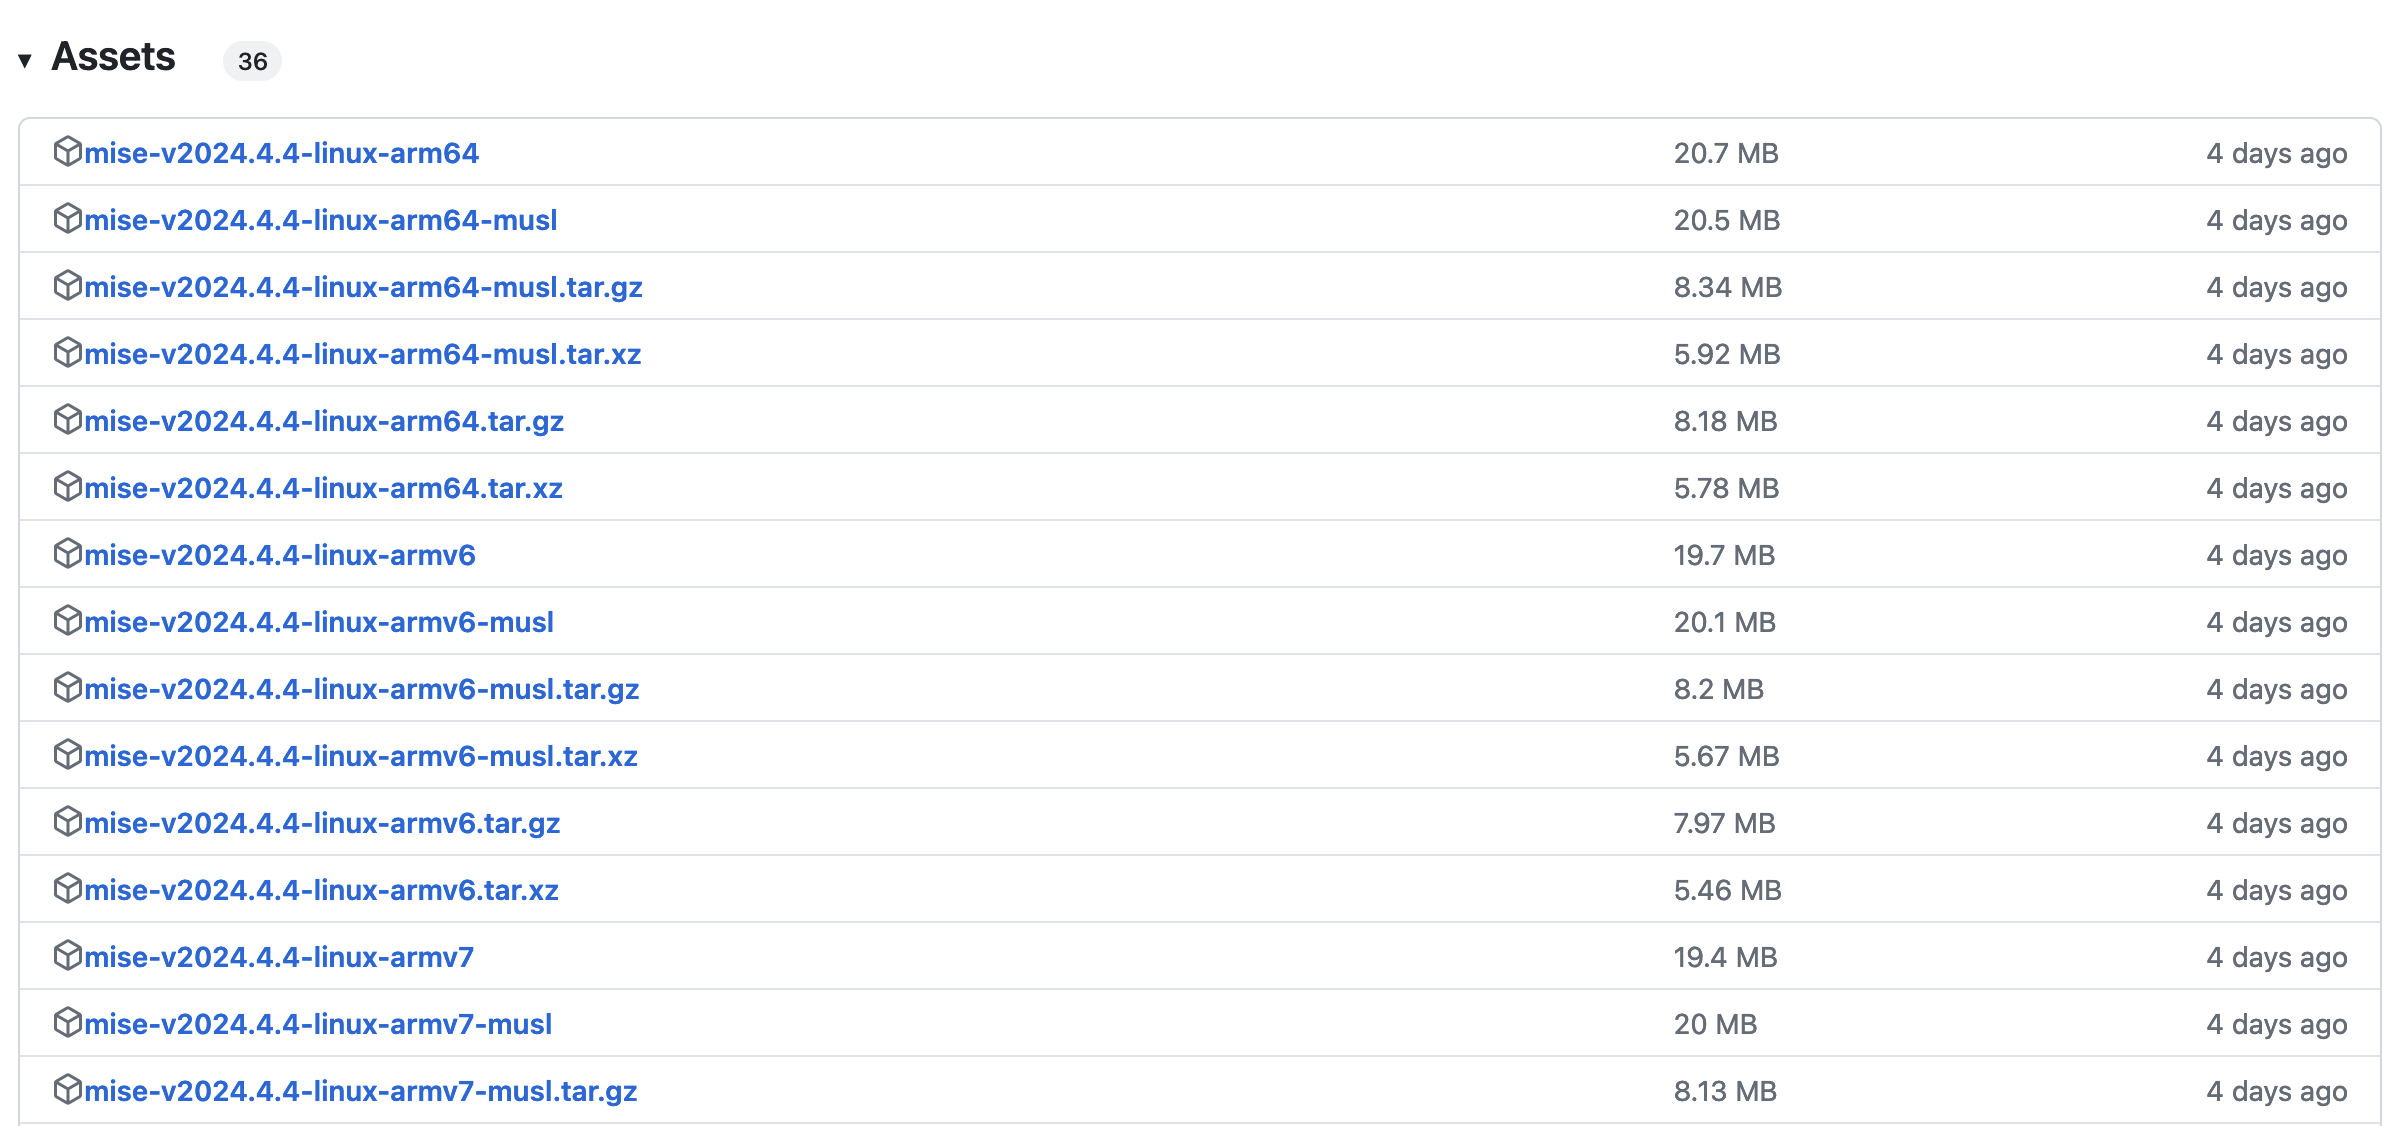 ▾ Assets 36
mise-v2024.4.4-linux-arm64 20.7 MB 4 days ago
mise-v2024.4.4-linux-arm64-musl 20.5 MB 4 days ago
mise-v2024.4.4-linux-arm64-musl.tar.gz 8.34 MB 4 days ago
mise-v2024.4.4-linux-arm64-musl.tar.xz 5.92 MB 4 days ago
mise-v2024.4.4-linux-arm64.tar.gz 8.18 MB 4 days ago
mise-v2024.4.4-linux-arm64.tar.xz 5.78 MB 4 days ago
mise-v2024.4.4-linux-armv6 19.7 MB 4 days ago
mise-v2024.4.4-linux-armv6-musl 20.1 MB 4 days ago
mise-v2024.4.4-linux-armv6-musl.tar.gz 8.2 MB 4 days ago
mise-v2024.4.4-linux-armv6-musl.tar.xz 5.67 MB 4 days ago
mise-v2024.4.4-linux-armv6.tar.gz 7.97 MB 4 days ago
mise-v2024.4.4-linux-armv6.tar.xz 5.46 MB 4 days ago
mise-v2024.4.4-linux-armv7 19.4 MB 4 days ago
mise-v2024.4.4-linux-armv7-musl 20 MB 4 days ago
mise-v2024.4.4-linux-armv7-musl.tar.gz 8.13 MB 4 days ago